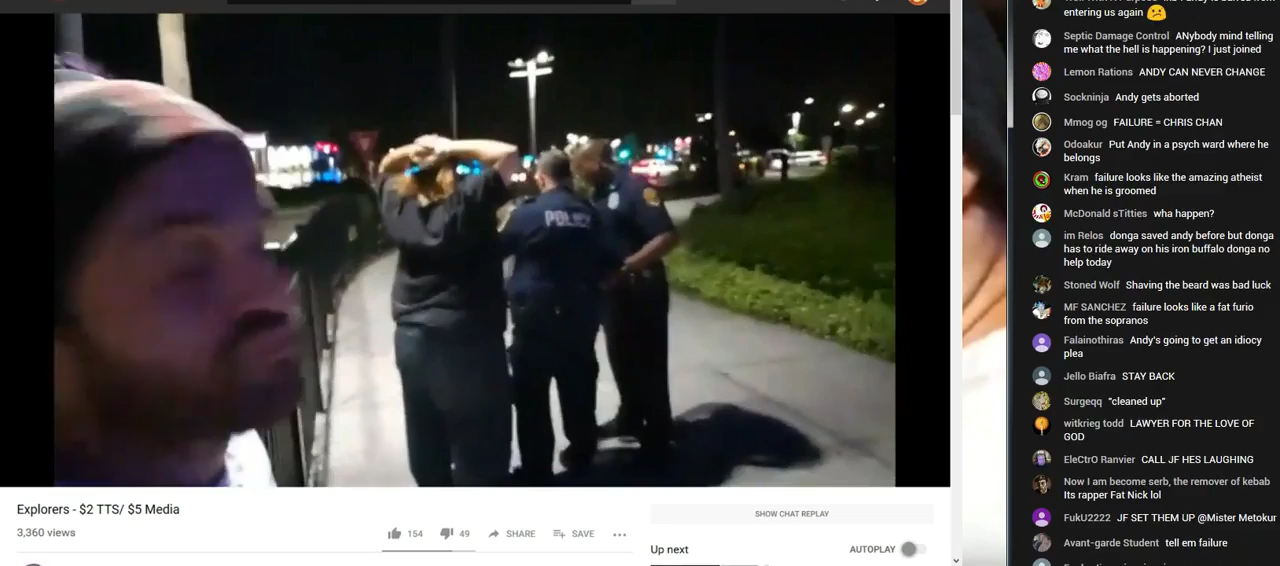 POLICE
Explorers - $2 TTS/ $5 Media
3,360 views
154
49
SHARE
SAVE
SHOW CHAT REPLAY
Up next
AUTOPLAY
entering us again
Septic Damage Control ANybody mind telling
me what the hell is happening? I just joined
Lemon Rations ANDY CAN NEVER CHANGE
Sockninja Andy gets aborted
Mmog og FAILURE = CHRIS CHAN
Odoakur Put Andy in a psych ward where he
belongs
Kram failure looks like the amazing atheist
when he is groomed
McDonald sTitties wha happen?
im Relos donga saved andy before but donga
has to ride away on his iron buffalo donga no
help today
Stoned Wolf Shaving the beard was bad luck
MF SANCHEZ failure looks like a fat furio
from the sopranos
Falainothiras Andy's going to get an idiocy
plea
Jello Biafra STAY BACK
Surgeqq "cleaned up"
witkrieg todd LAWYER FOR THE LOVE OF
GOD
EleCtrO Ranvier CALL JF HES LAUGHING
Now I am become serb, the remover of kebab
Its rapper Fat Nick lol
FukU2222 JF SET THEM UP @Mister Metokur
Avant-garde Student tell em failure